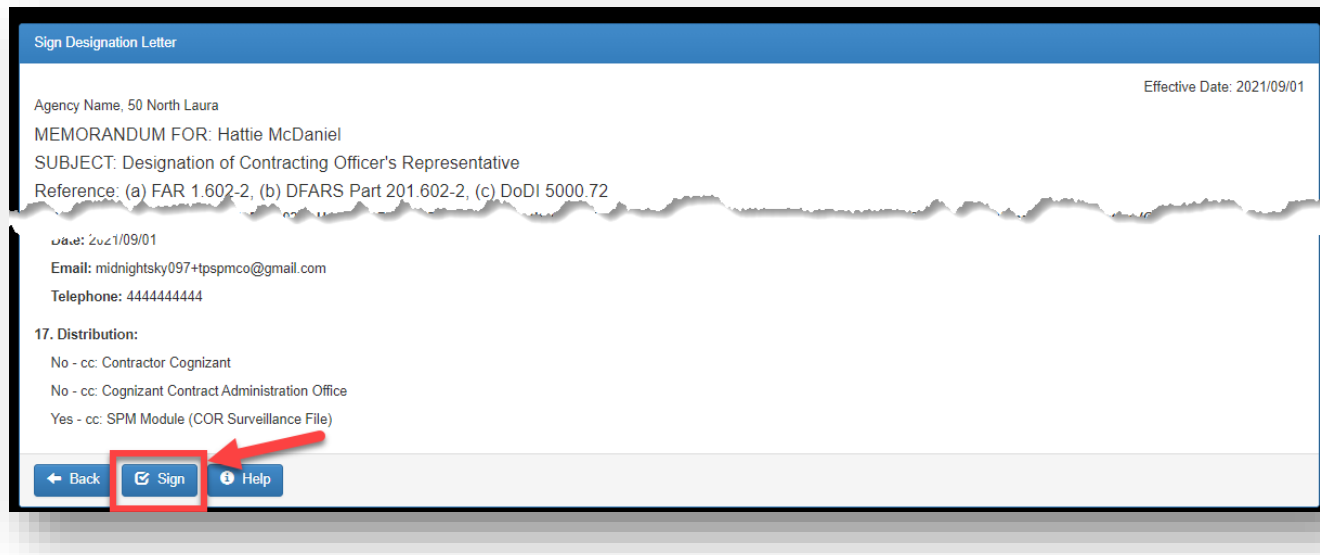 Sign Designation Letter
Effective Date: 2021/09/01
Agency Name, 50 North Laura
MEMORANDUM FOR: Hattie McDaniel
SUBJECT: Designation of Contracting Officer's Representative
Reference: (a) FAR 1.602-2, (b) DFARS Part 201.602-2, (c) DoDI 5000.72
Date: 2021/09/01
Email: midnightsky097+tpspmco@gmail.com
Telephone: 4444444444
17. Distribution:
No - cc: Contractor Cognizant
No - cc: Cognizant Contract Administration Office
Yes - cc: SPM Module (COR Surveillance File)
Back Sign Help